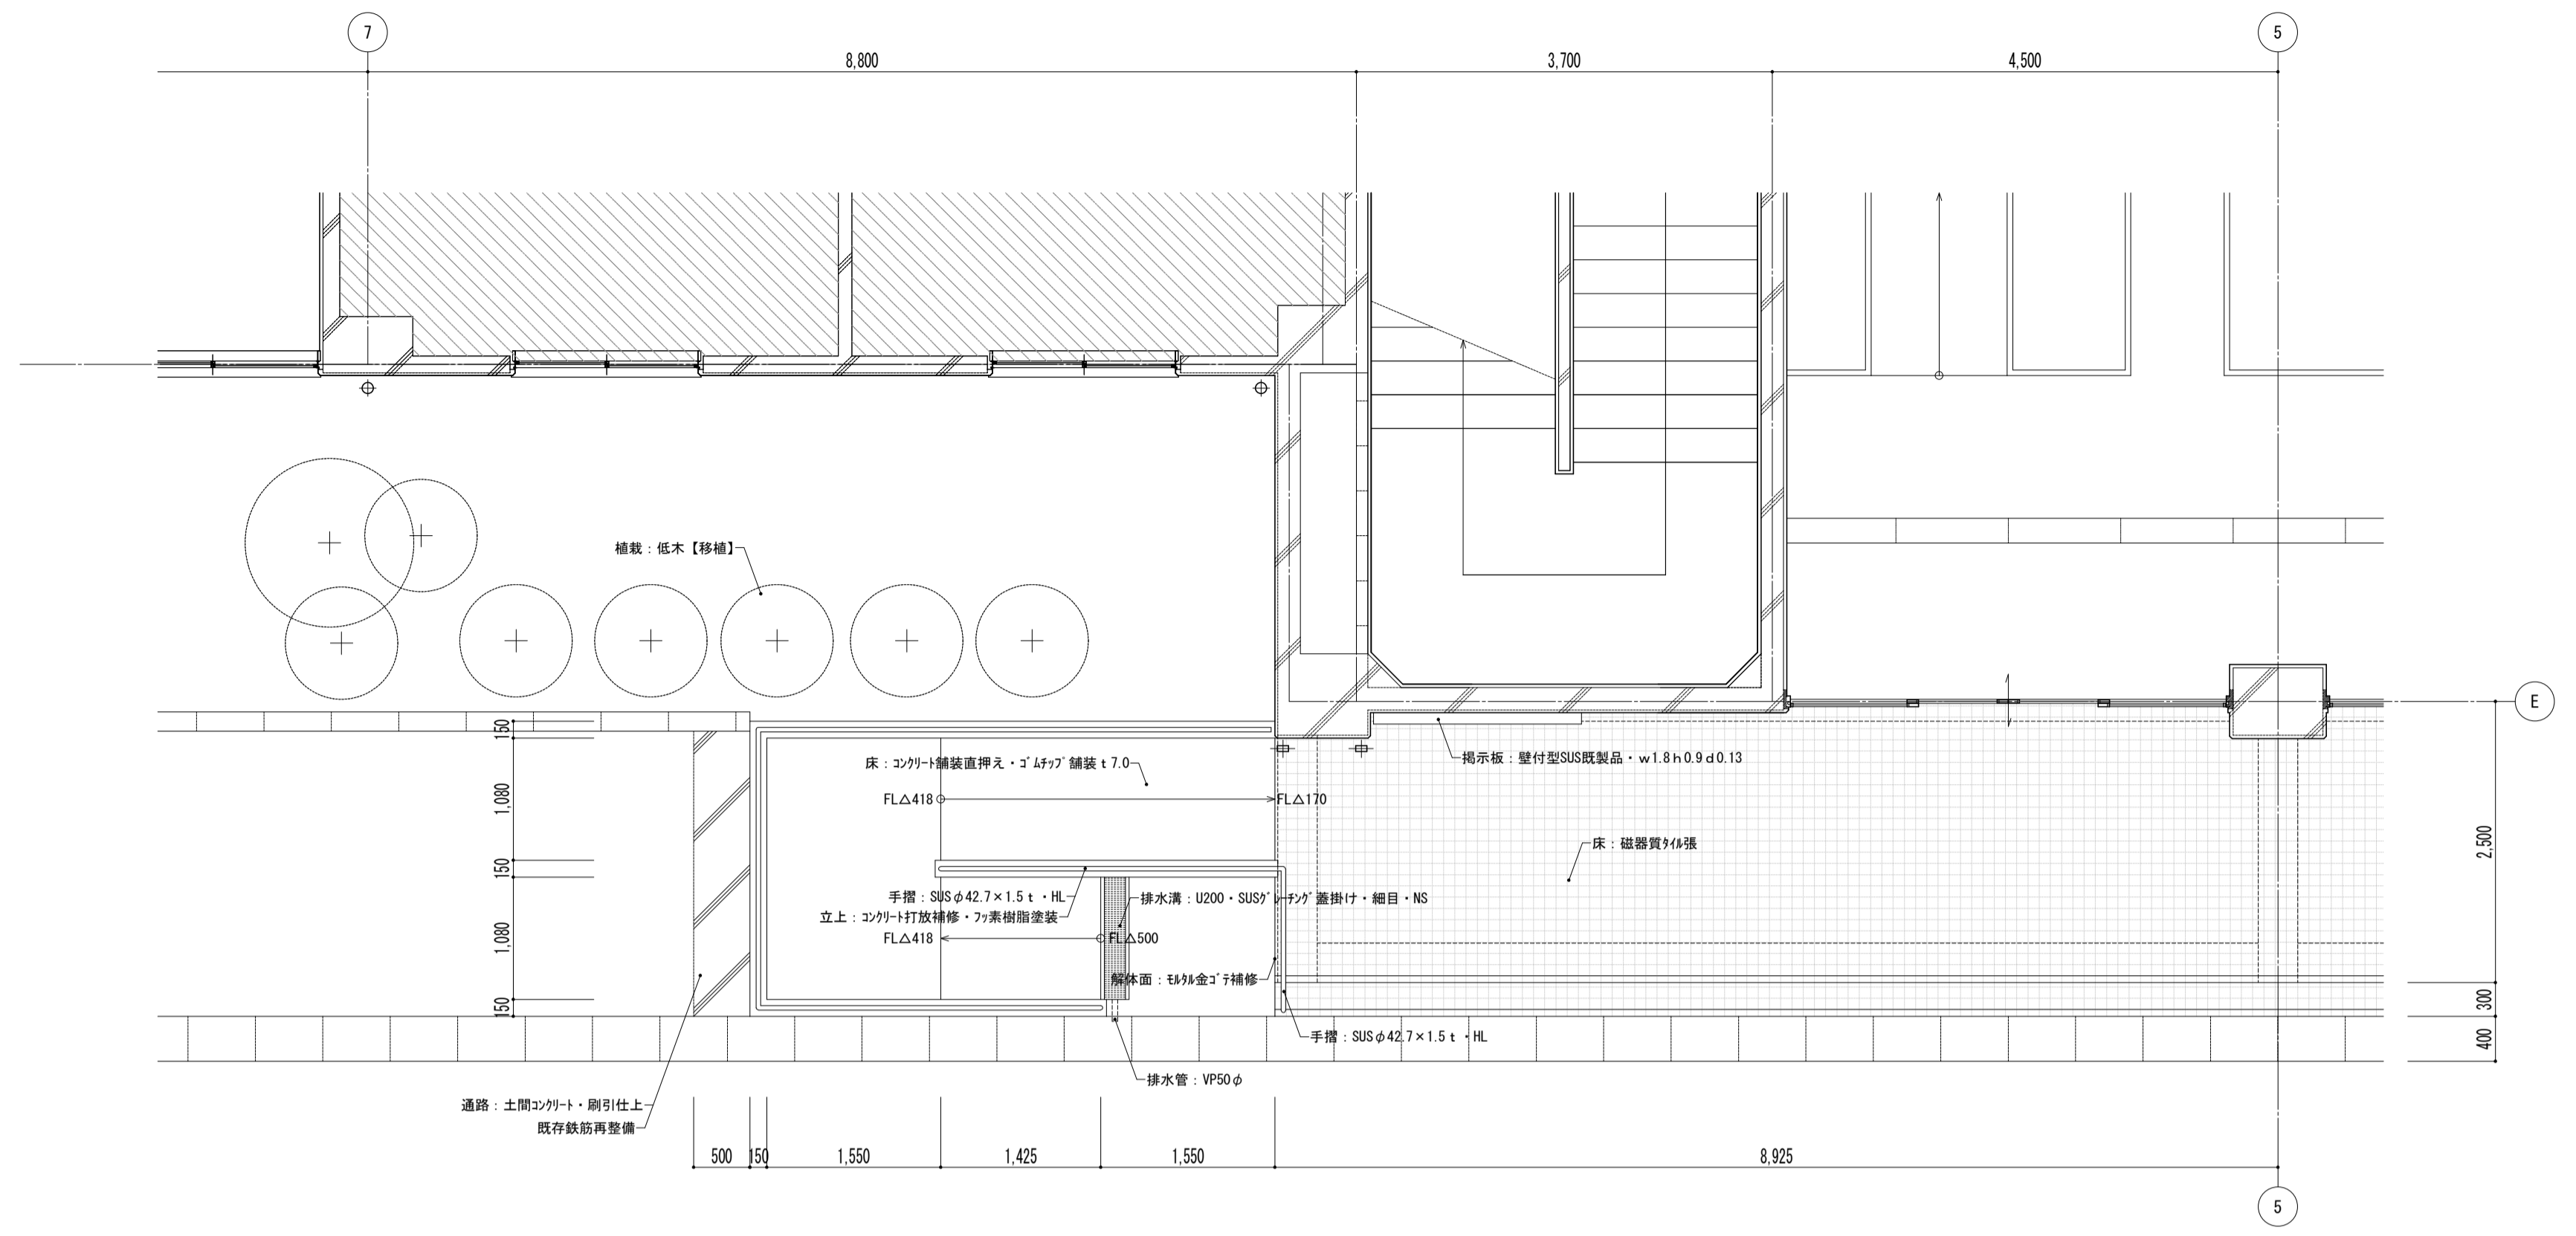 7
5
8,800
3,700
4,500
植栽：低木【移植】
E
150
掲示板：壁付型SUS既製品・ｗ1.8ｈ0.9ｄ0.13
床：ｺﾝｸﾘｰﾄ舗装直押え・ｺﾞﾑﾁｯﾌﾟ舗装ｔ7.0
1,080
FL△418
FL△170
床：磁器質ﾀｲﾙ張
2,500
150
手摺：SUSφ42.7×1.5ｔ・HL
排水溝：U200・SUSｸﾞﾚｰﾁﾝｸﾞ蓋掛け・細目・NS
立上：ｺﾝｸﾘｰﾄ打放補修・ﾌｯ素樹脂塗装
1,080
FL△418
FL△500
解体面：ﾓﾙﾀﾙ金ｺﾞﾃ補修
150
300
手摺：SUSφ42.7×1.5ｔ・HL
400
排水管：VP50φ
通路：土間ｺﾝｸﾘｰﾄ・刷引仕上
既存鉄筋再整備
500
150
1,550
1,425
1,550
8,925
5